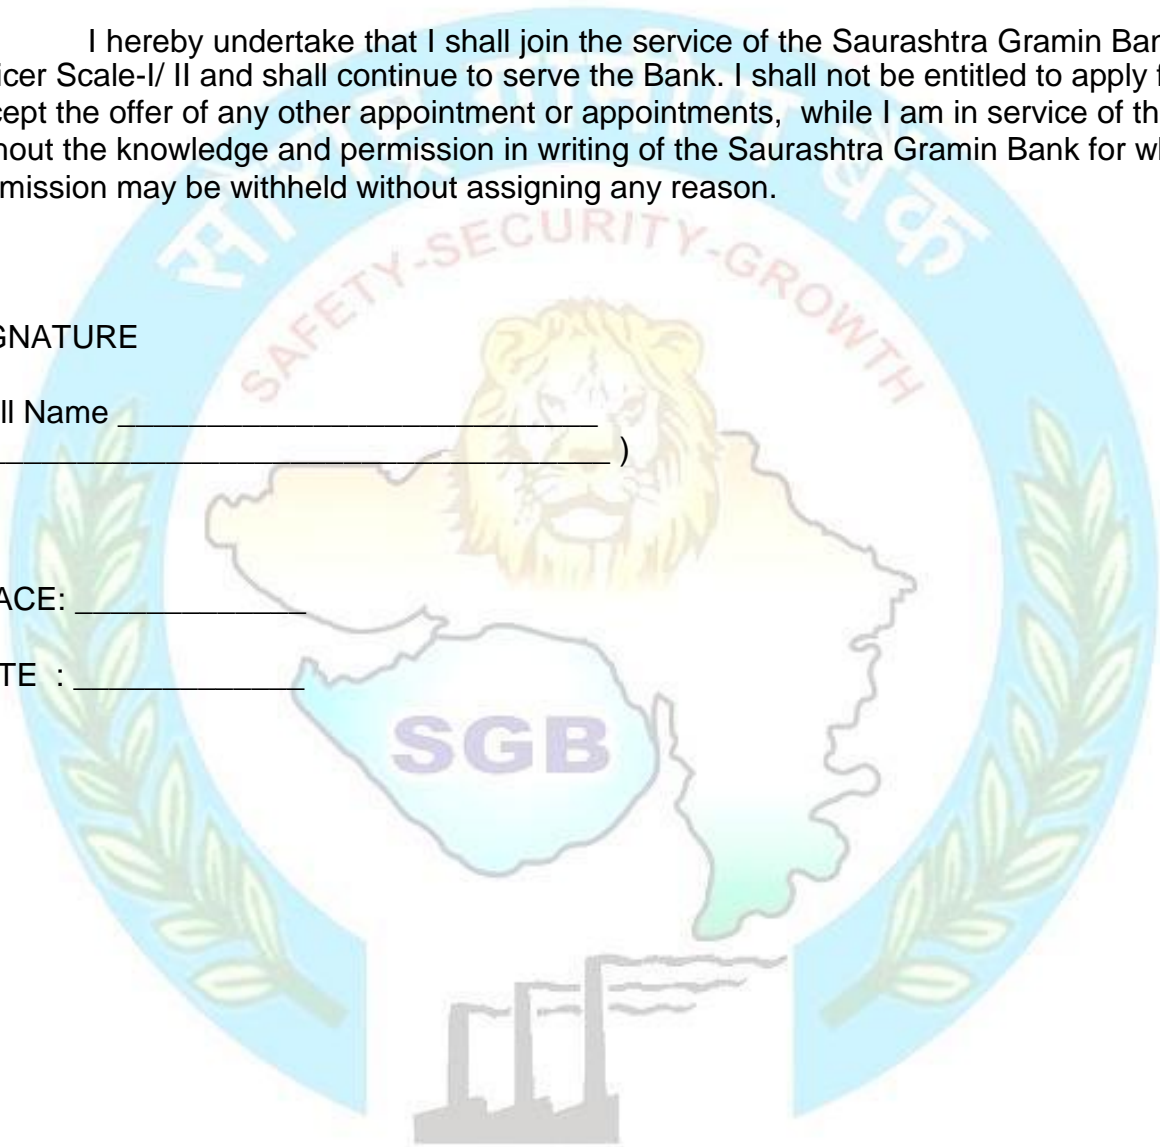 I hereby undertake that I shall join the service of the Saurashtra Gramin Ban
icer Scale-I/ II and shall continue to serve the Bank. I shall not be entitled to apply f
cept the offer of any other appointment or appointments,  while I am in service of th
hout the knowledge and permission in writing of the Saurashtra Gramin Bank for wh
mission may be withheld without assigning any reason.
सौराष्ट्र ग्रामीण बैंक
SAFETY-SECURITY-GROWTH
GNATURE
ll Name ___________________________
___________________________________ )
ACE: _____________
TE  : _____________
SGB